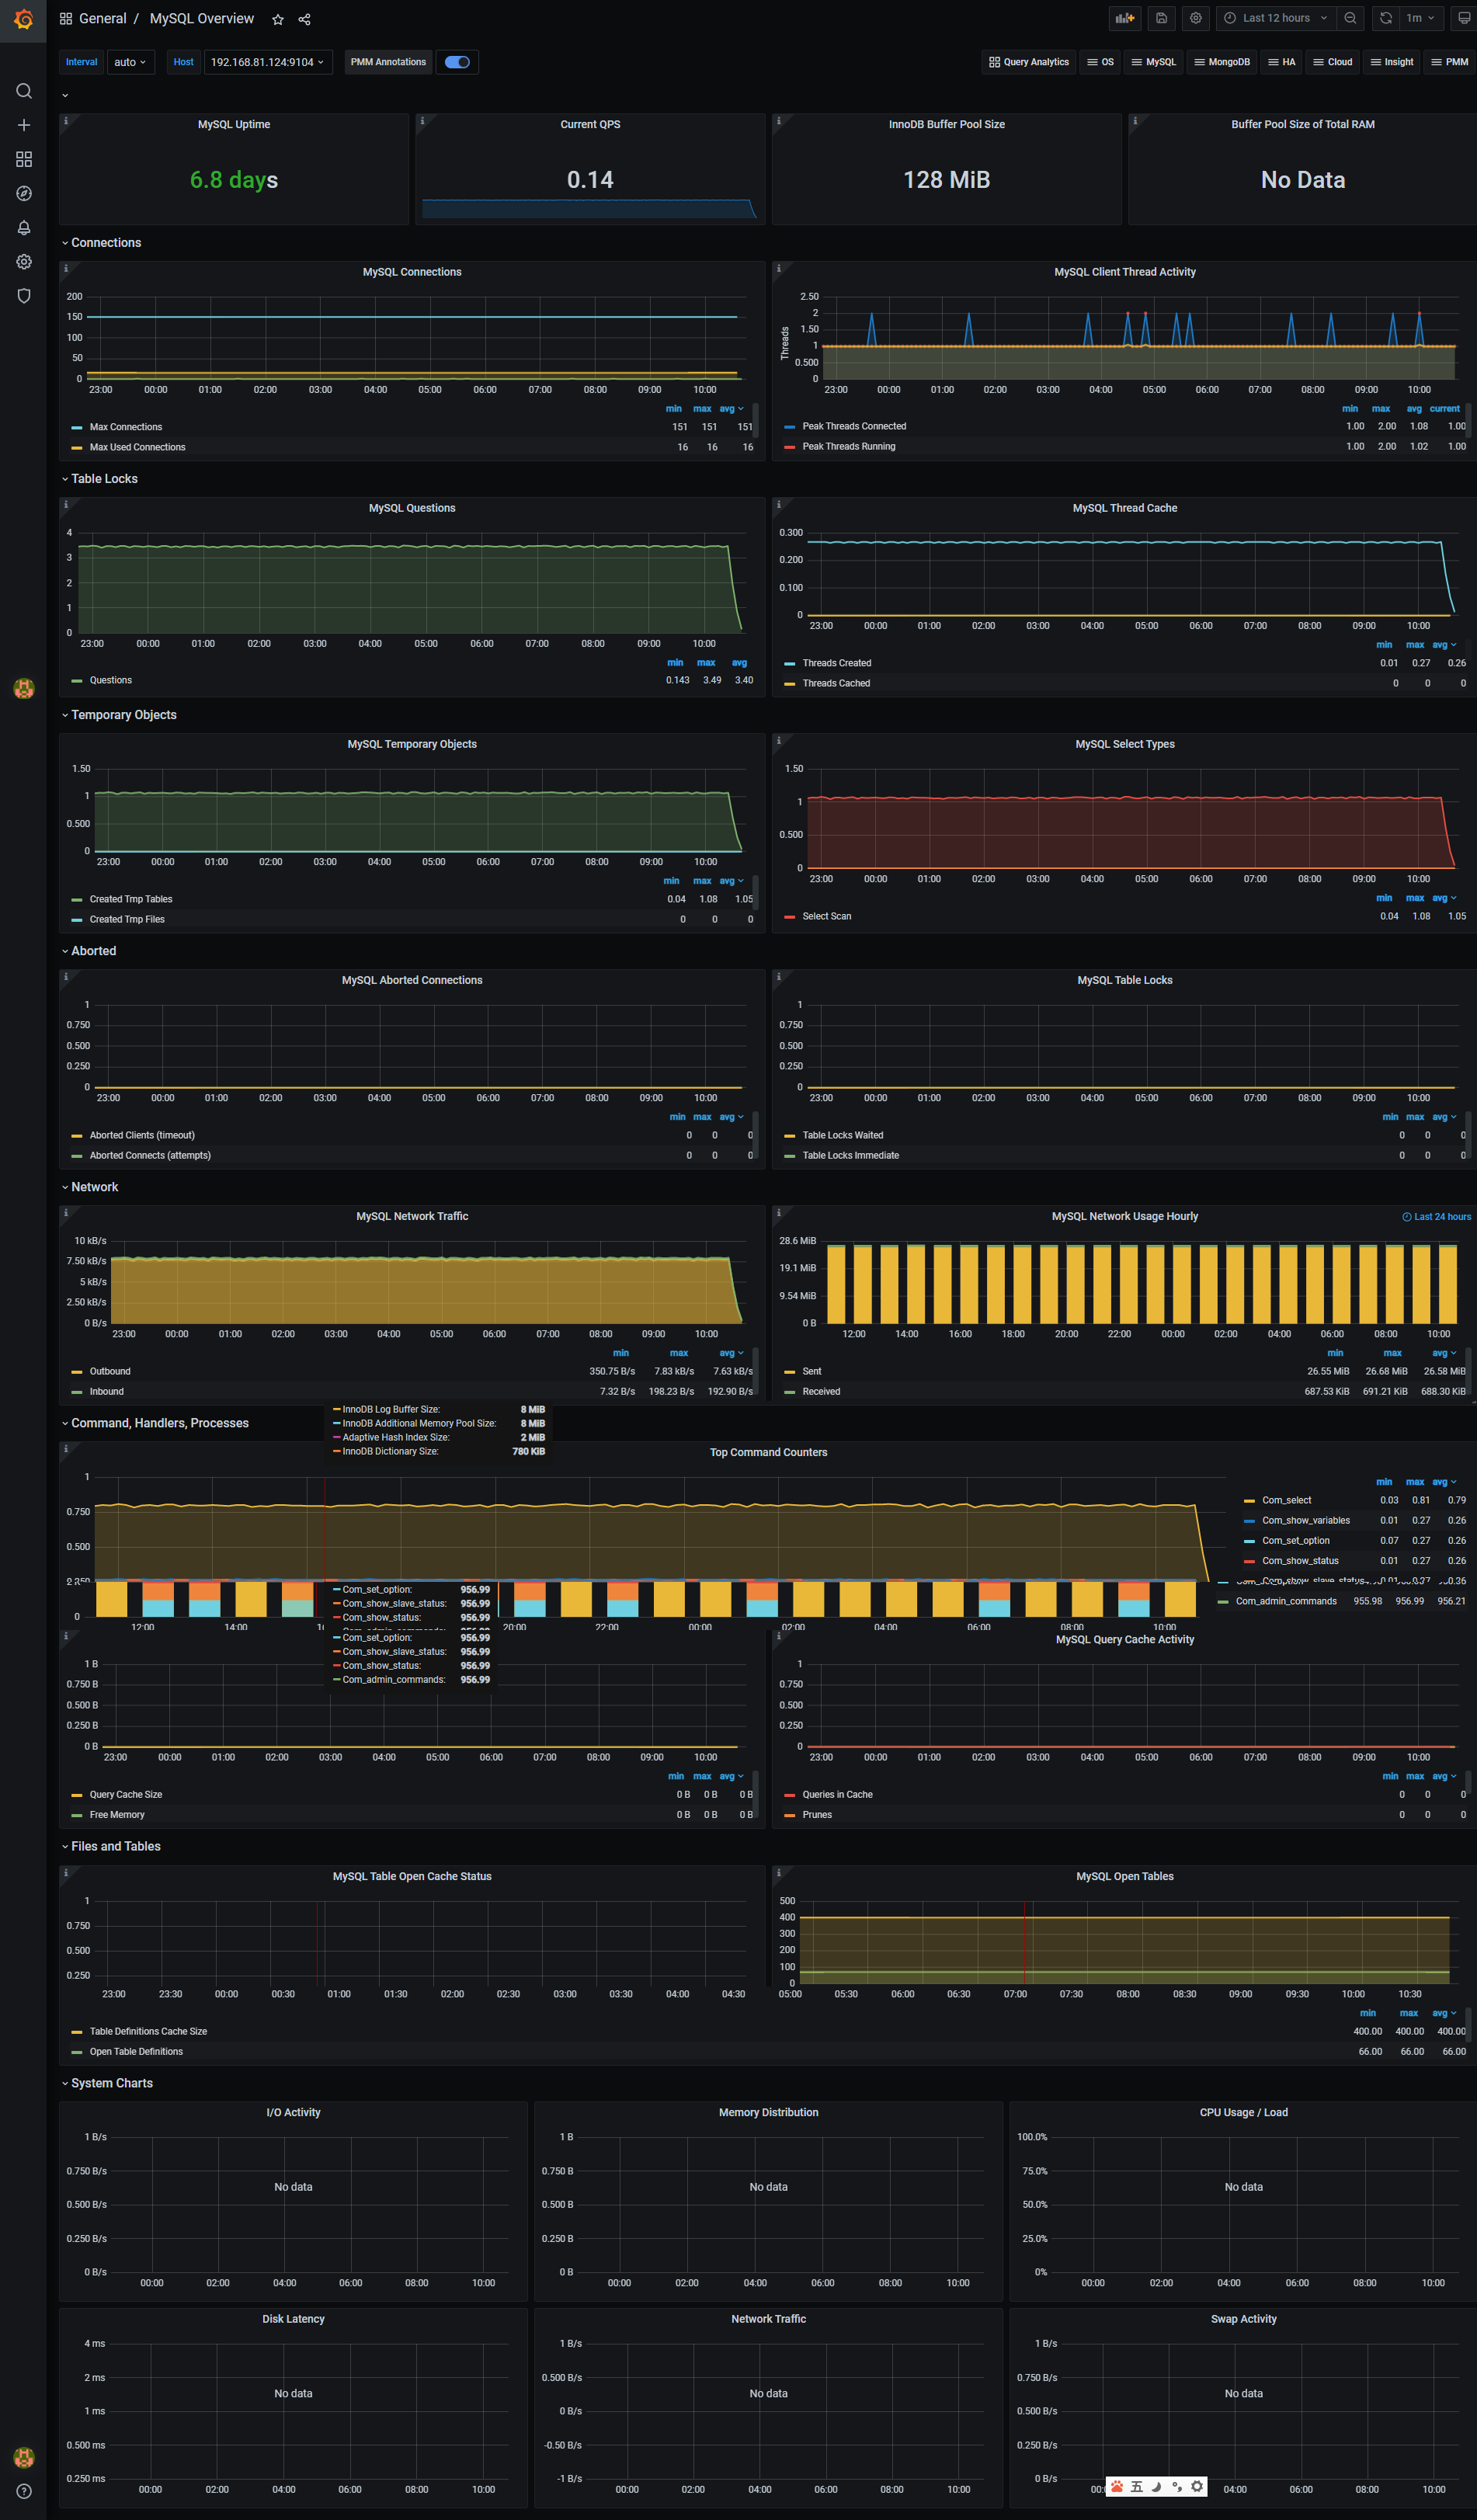 General / MySQL Overview
Last 12 hours
1m
Interval auto Host 192.168.81.124:9104 PMM Annotations
Query Analytics OS MySQL MongoDB HA Cloud Insight PMM
MySQL Uptime
6.8 days
Current QPS
0.14
InnoDB Buffer Pool Size
128 MiB
Buffer Pool Size of Total RAM
No Data
Connections
MySQL Connections
200
150
100
50
0
23:00 00:00 01:00 02:00 03:00 04:00 05:00 06:00 07:00 08:00 09:00 10:00
min max avg
Max Connections 151 151 151
Max Used Connections 16 16 16
MySQL Client Thread Activity
Threads
2.50
2
1.50
1
0.500
0
23:00 00:00 01:00 02:00 03:00 04:00 05:00 06:00 07:00 08:00 09:00 10:00
min max avg current
Peak Threads Connected 1.00 2.00 1.08 1.00
Peak Threads Running 1.00 2.00 1.02 1.00
Table Locks
MySQL Questions
4
3
2
1
0
23:00 00:00 01:00 02:00 03:00 04:00 05:00 06:00 07:00 08:00 09:00 10:00
min max avg
Questions 0.143 3.49 3.40
MySQL Thread Cache
0.300
0.200
0.100
0
23:00 00:00 01:00 02:00 03:00 04:00 05:00 06:00 07:00 08:00 09:00 10:00
min max avg
Threads Created 0.01 0.27 0.26
Threads Cached 0 0 0
Temporary Objects
MySQL Temporary Objects
1.50
1
0.500
0
23:00 00:00 01:00 02:00 03:00 04:00 05:00 06:00 07:00 08:00 09:00 10:00
min max avg
Created Tmp Tables 0.04 1.08 1.05
Created Tmp Files 0 0 0
MySQL Select Types
1.50
1
0.500
0
23:00 00:00 01:00 02:00 03:00 04:00 05:00 06:00 07:00 08:00 09:00 10:00
min max avg
Select Scan 0.04 1.08 1.05
Aborted
MySQL Aborted Connections
1
0.750
0.500
0.250
0
23:00 00:00 01:00 02:00 03:00 04:00 05:00 06:00 07:00 08:00 09:00 10:00
min max avg
Aborted Clients (timeout) 0 0 0
Aborted Connects (attempts) 0 0 0
MySQL Table Locks
1
0.750
0.500
0.250
0
23:00 00:00 01:00 02:00 03:00 04:00 05:00 06:00 07:00 08:00 09:00 10:00
min max avg
Table Locks Waited 0 0 0
Table Locks Immediate 0 0 0
Network
MySQL Network Traffic
10 kB/s
7.50 kB/s
5 kB/s
2.50 kB/s
0 B/s
23:00 00:00 01:00 02:00 03:00 04:00 05:00 06:00 07:00 08:00 09:00 10:00
min max avg
Outbound 350.75 B/s 7.83 kB/s 7.63 kB/s
Inbound 7.32 B/s 198.23 B/s 192.90 B/s
MySQL Network Usage Hourly
Last 24 hours
28.6 MiB
19.1 MiB
9.54 MiB
0 B
12:00 14:00 16:00 18:00 20:00 22:00 00:00 02:00 04:00 06:00 08:00 10:00
min max avg
Sent 26.55 MiB 26.68 MiB 26.58 MiB
Received 687.53 KiB 691.21 KiB 688.30 KiB
InnoDB Log Buffer Size: 8 MiB
InnoDB Additional Memory Pool Size: 8 MiB
Adaptive Hash Index Size: 2 MiB
InnoDB Dictionary Size: 780 KiB
Command, Handlers, Processes
Top Command Counters
1
0.750
0.500
min max avg
Com_select 0.03 0.81 0.79
Com_show_variables 0.01 0.27 0.26
Com_set_option 0.07 0.27 0.26
Com_show_status 0.01 0.27 0.26
Com_admin_commands 955.98 956.99 956.21
0
12:00 14:00 20:00 22:00 00:00 02:00 04:00 06:00 08:00 10:00
Com_set_option: 956.99
Com_show_slave_status: 956.99
Com_show_status: 956.99
Com_set_option: 956.99
Com_show_slave_status: 956.99
Com_show_status: 956.99
Com_admin_commands: 956.99
1 B
0.750 B
0.500 B
0.250 B
0 B
23:00 00:00 01:00 02:00 03:00 04:00 05:00 06:00 07:00 08:00 09:00 10:00
min max avg
Query Cache Size 0 B 0 B 0 B
Free Memory 0 B 0 B 0 B
MySQL Query Cache Activity
1
0.750
0.500
0.250
0
23:00 00:00 01:00 02:00 03:00 04:00 05:00 06:00 07:00 08:00 09:00 10:00
min max avg
Queries in Cache 0 0 0
Prunes 0 0 0
Files and Tables
MySQL Table Open Cache Status
1
0.750
0.500
0.250
23:00 23:30 00:00 00:30 01:00 01:30 02:00 02:30 03:00 03:30 04:00 04:30
MySQL Open Tables
500
400
300
200
100
0
05:00 05:30 06:00 06:30 07:00 07:30 08:00 08:30 09:00 09:30 10:00 10:30
min max avg
Table Definitions Cache Size 400.00 400.00 400.00
Open Table Definitions 66.00 66.00 66.00
System Charts
I/O Activity
1 B/s
0.750 B/s
0.500 B/s
0.250 B/s
0 B/s
No data
00:00 02:00 04:00 06:00 08:00 10:00
Memory Distribution
1 B
0.750 B
0.500 B
0.250 B
0 B
No data
00:00 02:00 04:00 06:00 08:00 10:00
CPU Usage / Load
100.0%
75.0%
50.0%
25.0%
0%
No data
00:00 02:00 04:00 06:00 08:00 10:00
Disk Latency
4 ms
2 ms
1 ms
0.500 ms
0.250 ms
No data
00:00 02:00 04:00 06:00 08:00 10:00
Network Traffic
1 B/s
0.500 B/s
0 B/s
-0.50 B/s
-1 B/s
No data
00:00 02:00 04:00 06:00 08:00 10:00
Swap Activity
1 B/s
0.750 B/s
0.500 B/s
0.250 B/s
0 B/s
No data
04:00 06:00 08:00 10:00
五